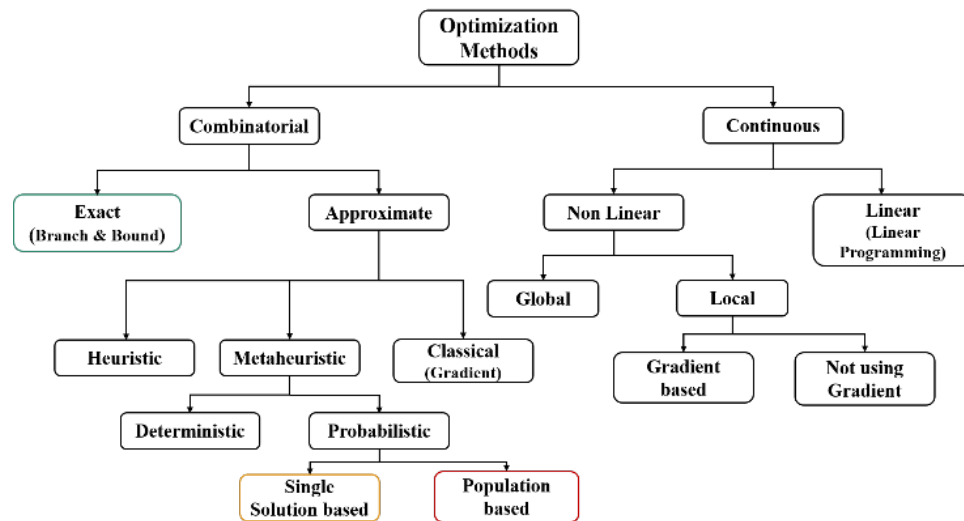 Optimization
Methods
Combinatorial
Continuous
Exact
(Branch & Bound)
Approximate
Non Linear
Linear
(Linear
Programming)
Global
Local
Heuristic
Metaheuristic
Classical
(Gradient)
Gradient
based
Not using
Gradient
Deterministic
Probabilistic
Single
Solution based
Population
based